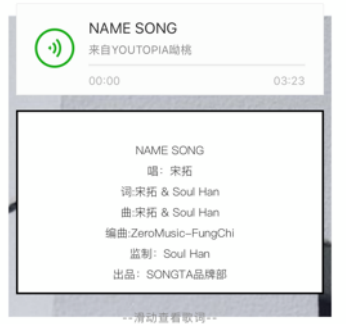 NAME SONG
来自YOUTOPIA呦桃
00:00 03:23
NAME SONG
唱：宋拓
词:宋拓 & Soul Han
曲:宋拓 & Soul Han
编曲:ZeroMusic-FungChi
监制：Soul Han
出品：SONGTA品牌部
--滑动查看歌词--